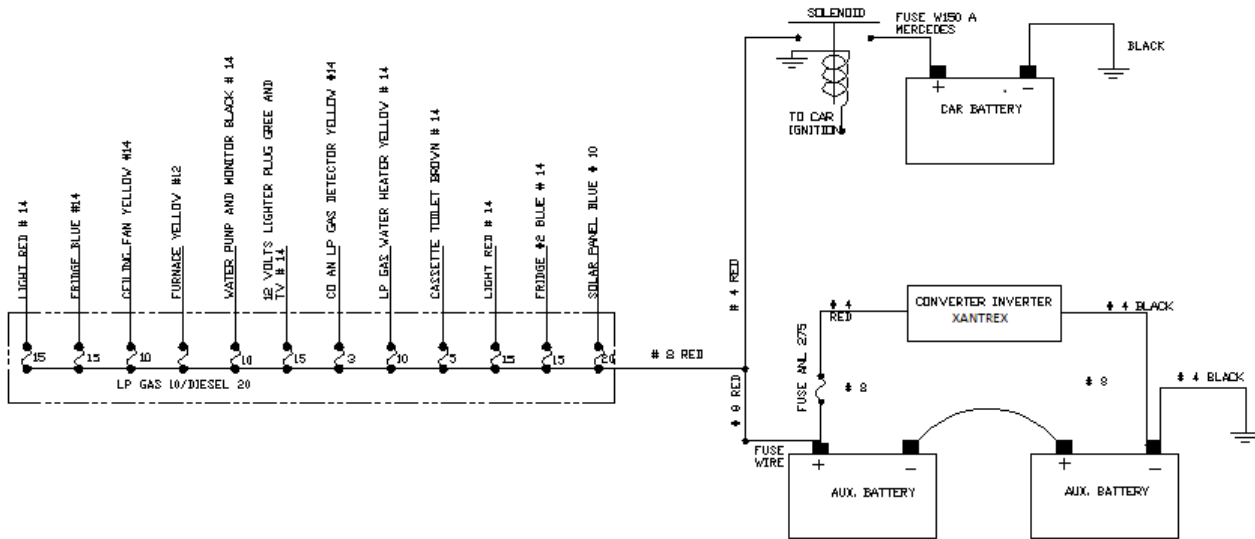 SOLENOID
FUSE W150 A
MERCEDES
BLACK
+
-
CAR BATTERY
TO CAR
IGNITION
LIGHT RED # 14
FRIDGE BLUE #14
CEILING FAN YELLOW #14
FURNACE YELLOW #12
WATER PUNP AND MONITOR BLACK # 14
12 VOLTS LIGHTER PLUG GREE AND
TV # 14
CO AN LP GAS DETECTOR YELLOW #14
LP GAS WATER HEATER YELLOW # 14
CASSETTE TOILET BROWN # 14
LIGHT RED # 14
FRIDGE #2 BLUE # 14
SOLAR PANEL BLUE # 10
15
15
10
10
15
3
10
5
15
15
20
LP GAS 10/DIESEL 20
# 8 RED
# 4 RED
# 8 RED
# 4
RED
CONVERTER INVERTER
XANTREX
# 4 BLACK
FUSE ANL 275
# 8
# 8
# 4 BLACK
FUSE
WIRE
+
-
AUX. BATTERY
+
-
AUX. BATTERY